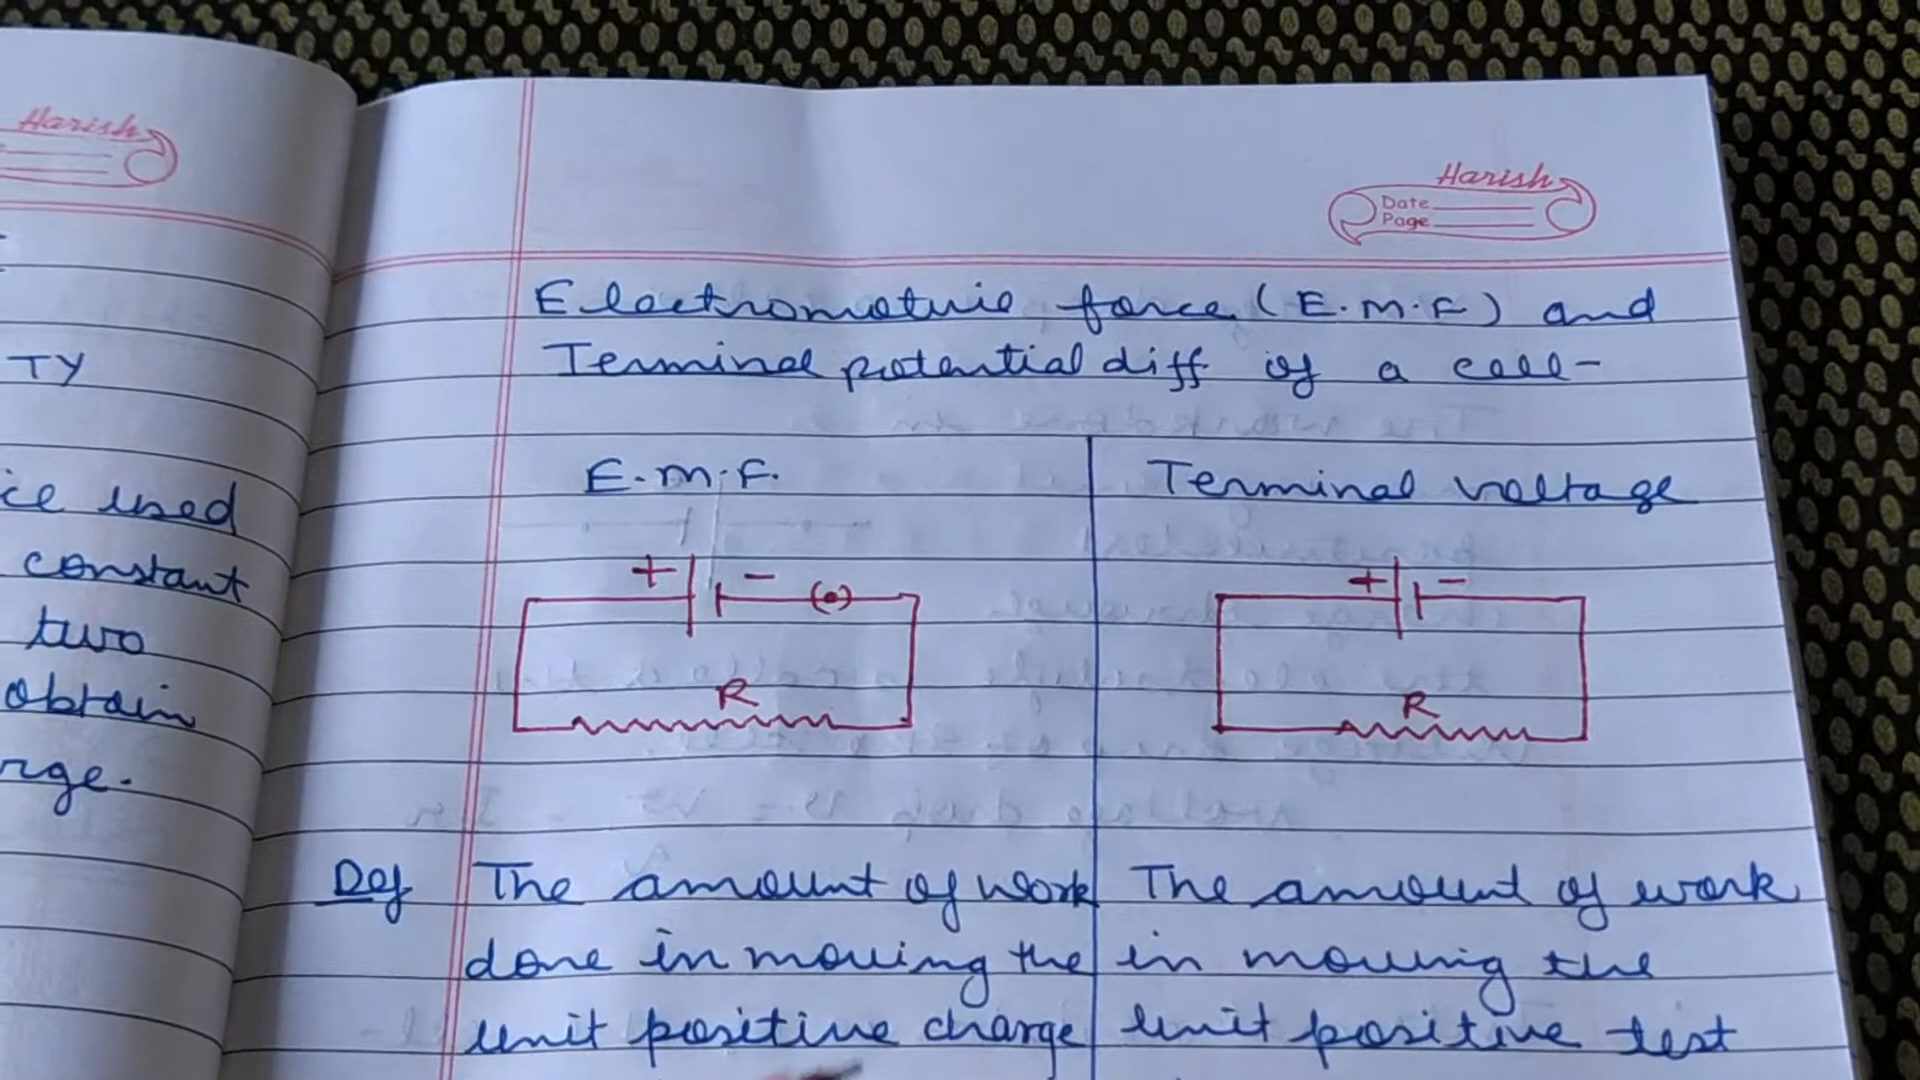 Harish
Harish
Date
Page
TY
ice used
constant
two
obtain
rge.
Electromotive force (E.M.F) and
Terminal potential diff. of a cell-
E.M.F.
Terminal voltage
+ -
R
+ -
R
Def The amount of work
done in moving the
unit positive charge
The amount of work
in moving the
unit positive test